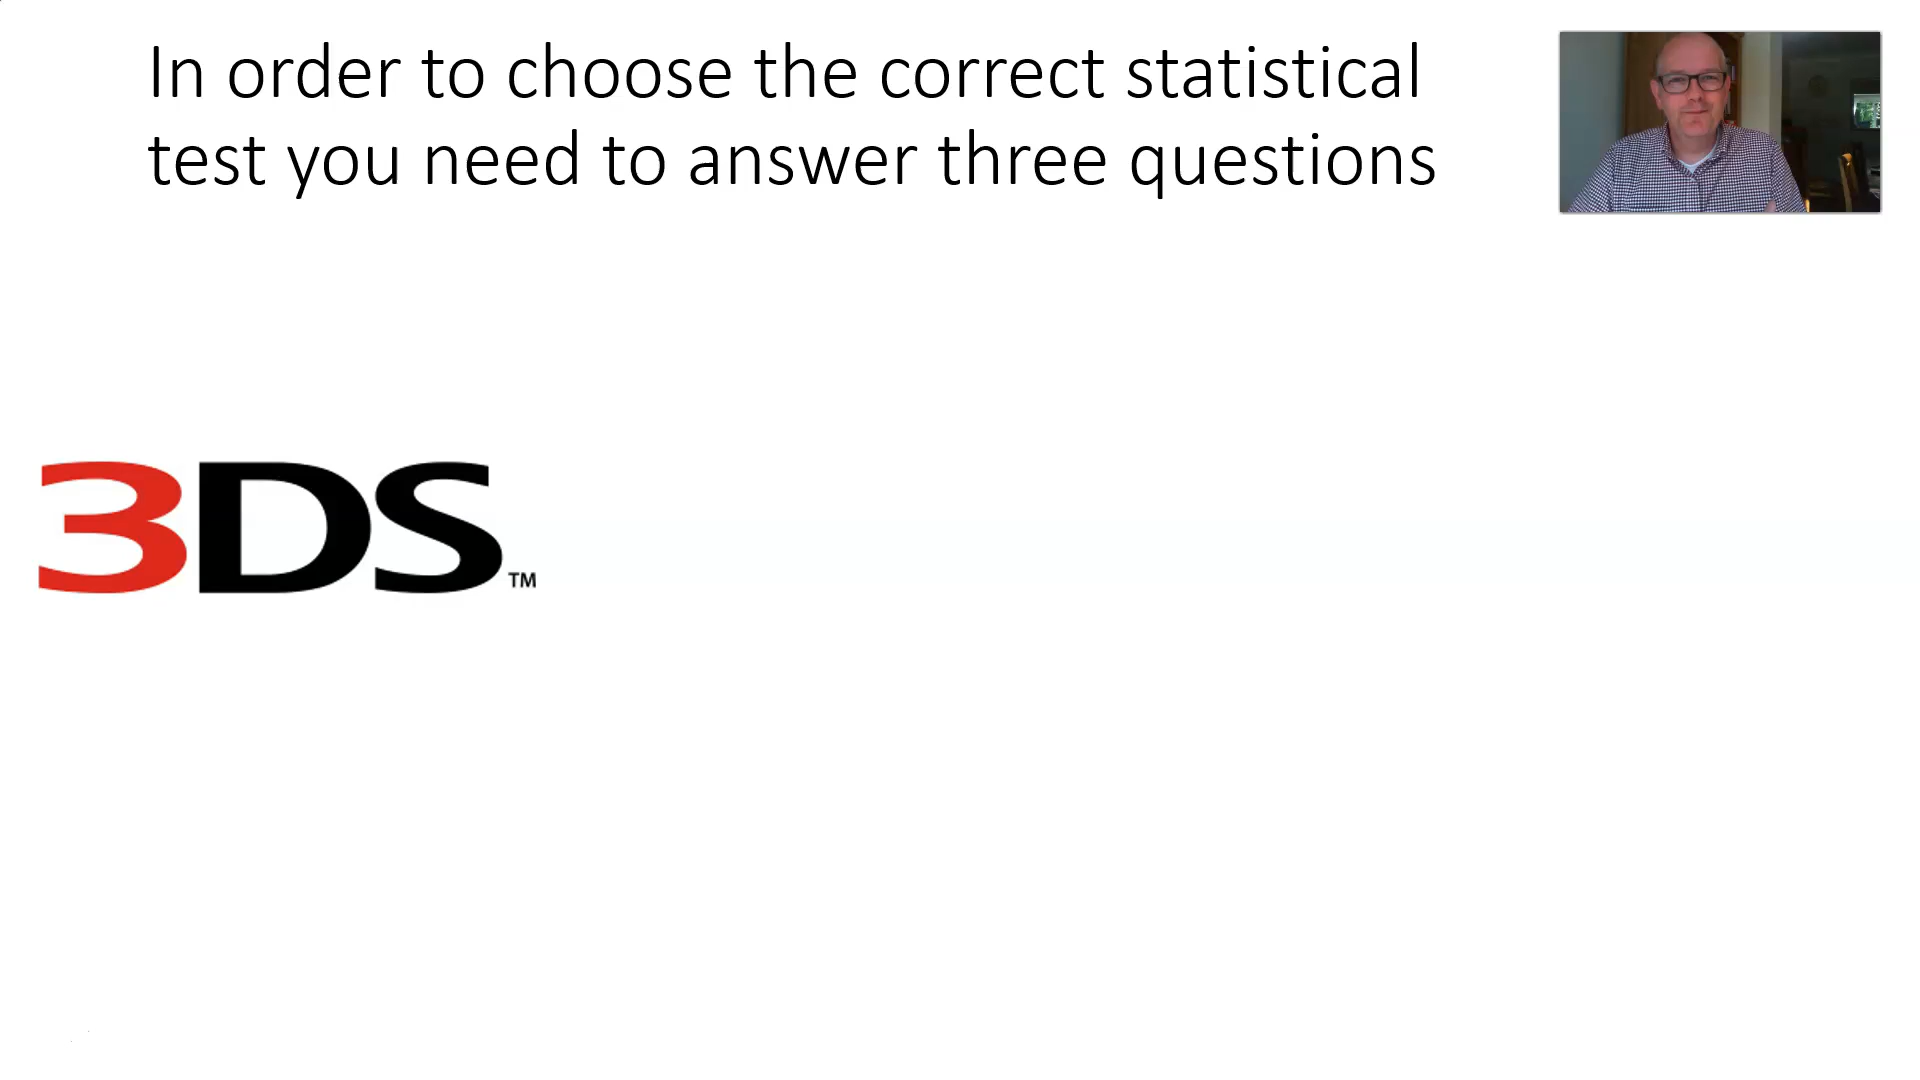 In order to choose the correct statistical
test you need to answer three questions
3DS™